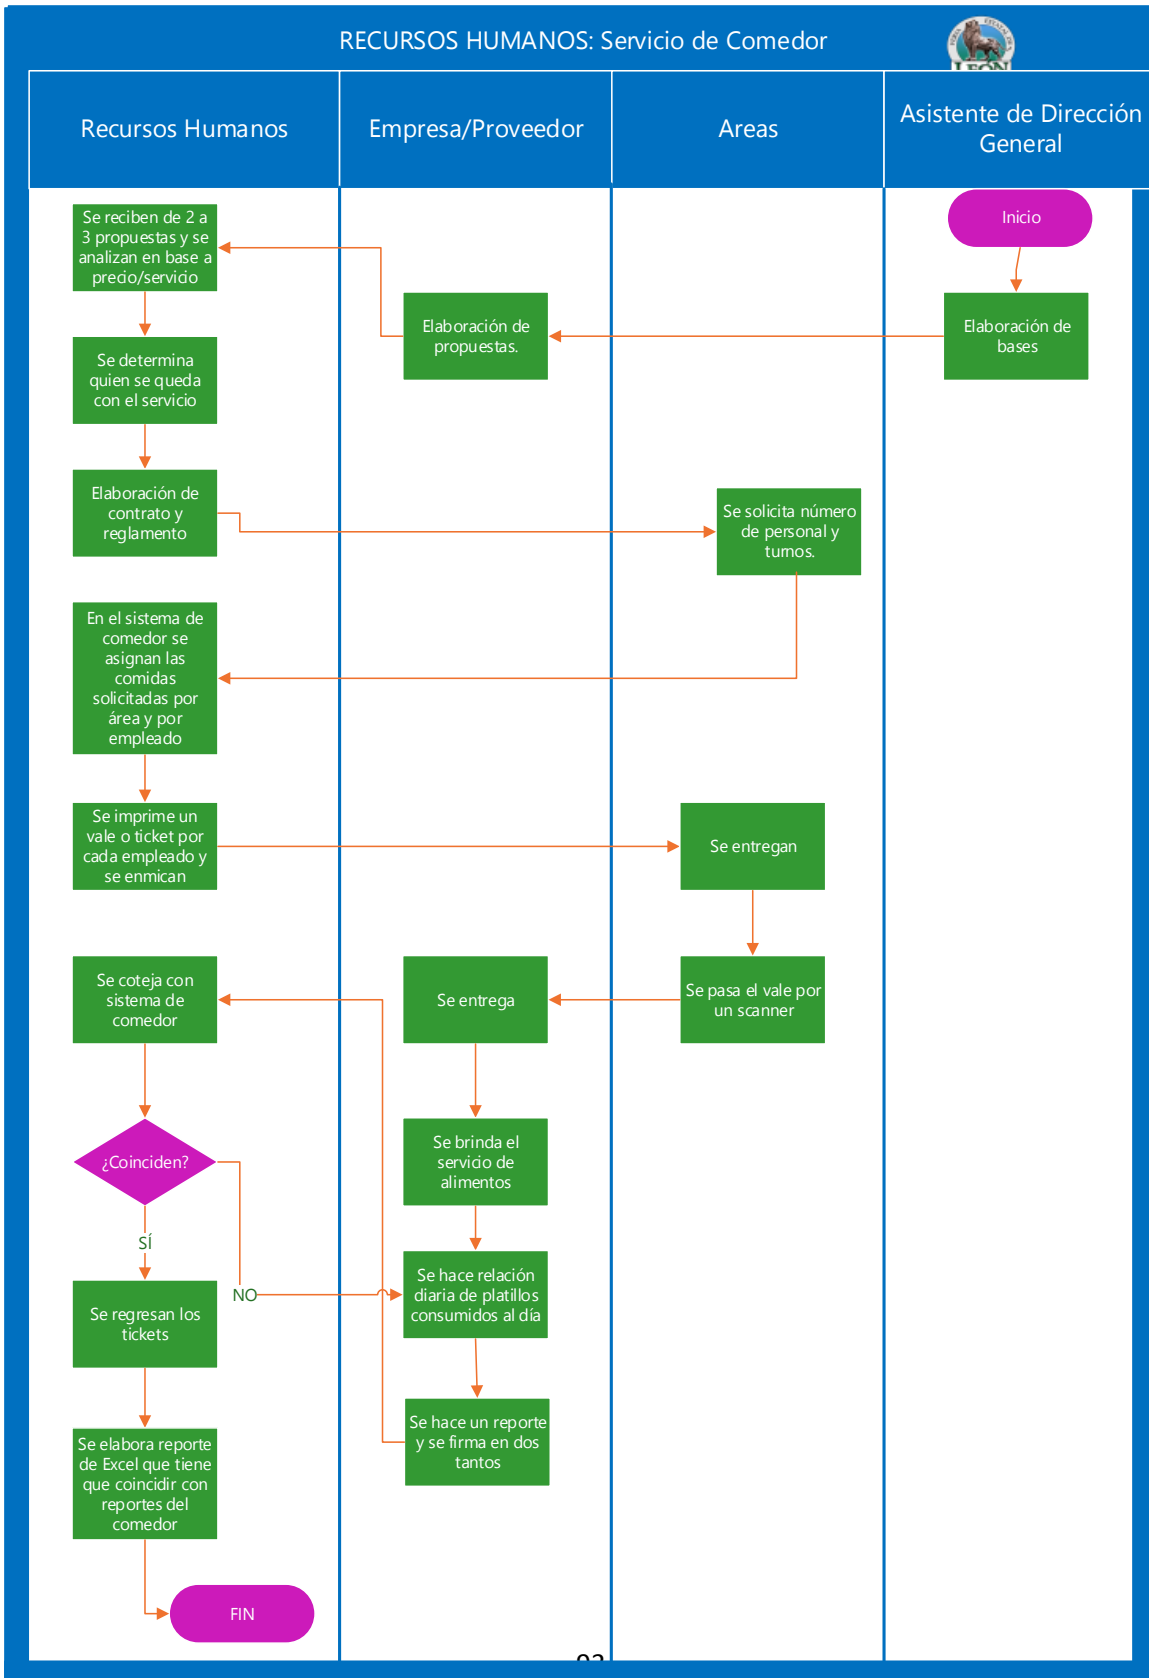 RECURSOS HUMANOS: Servicio de Comedor
LEON
Recursos Humanos
Empresa/Proveedor
Areas
Asistente de Dirección
General
Inicio
Se reciben de 2 a
3 propuestas y se
analizan en base a
precio/servicio
Elaboración de
propuestas.
Elaboración de
bases
Se determina
quien se queda
con el servicio
Elaboración de
contrato y
reglamento
Se solicita número
de personal y
turnos.
En el sistema de
comedor se
asignan las
comidas
solicitadas por
área y por
empleado
Se imprime un
vale o ticket por
cada empleado y
se enmican
Se entregan
Se coteja con
sistema de
comedor
Se entrega
Se pasa el vale por
un scanner
¿Coinciden?
Se brinda el
servicio de
alimentos
SÍ
NO
Se hace relación
diaria de platillos
consumidos al día
Se regresan los
tickets
Se hace un reporte
y se firma en dos
tantos
Se elabora reporte
de Excel que tiene
que coincidir con
reportes del
comedor
FIN